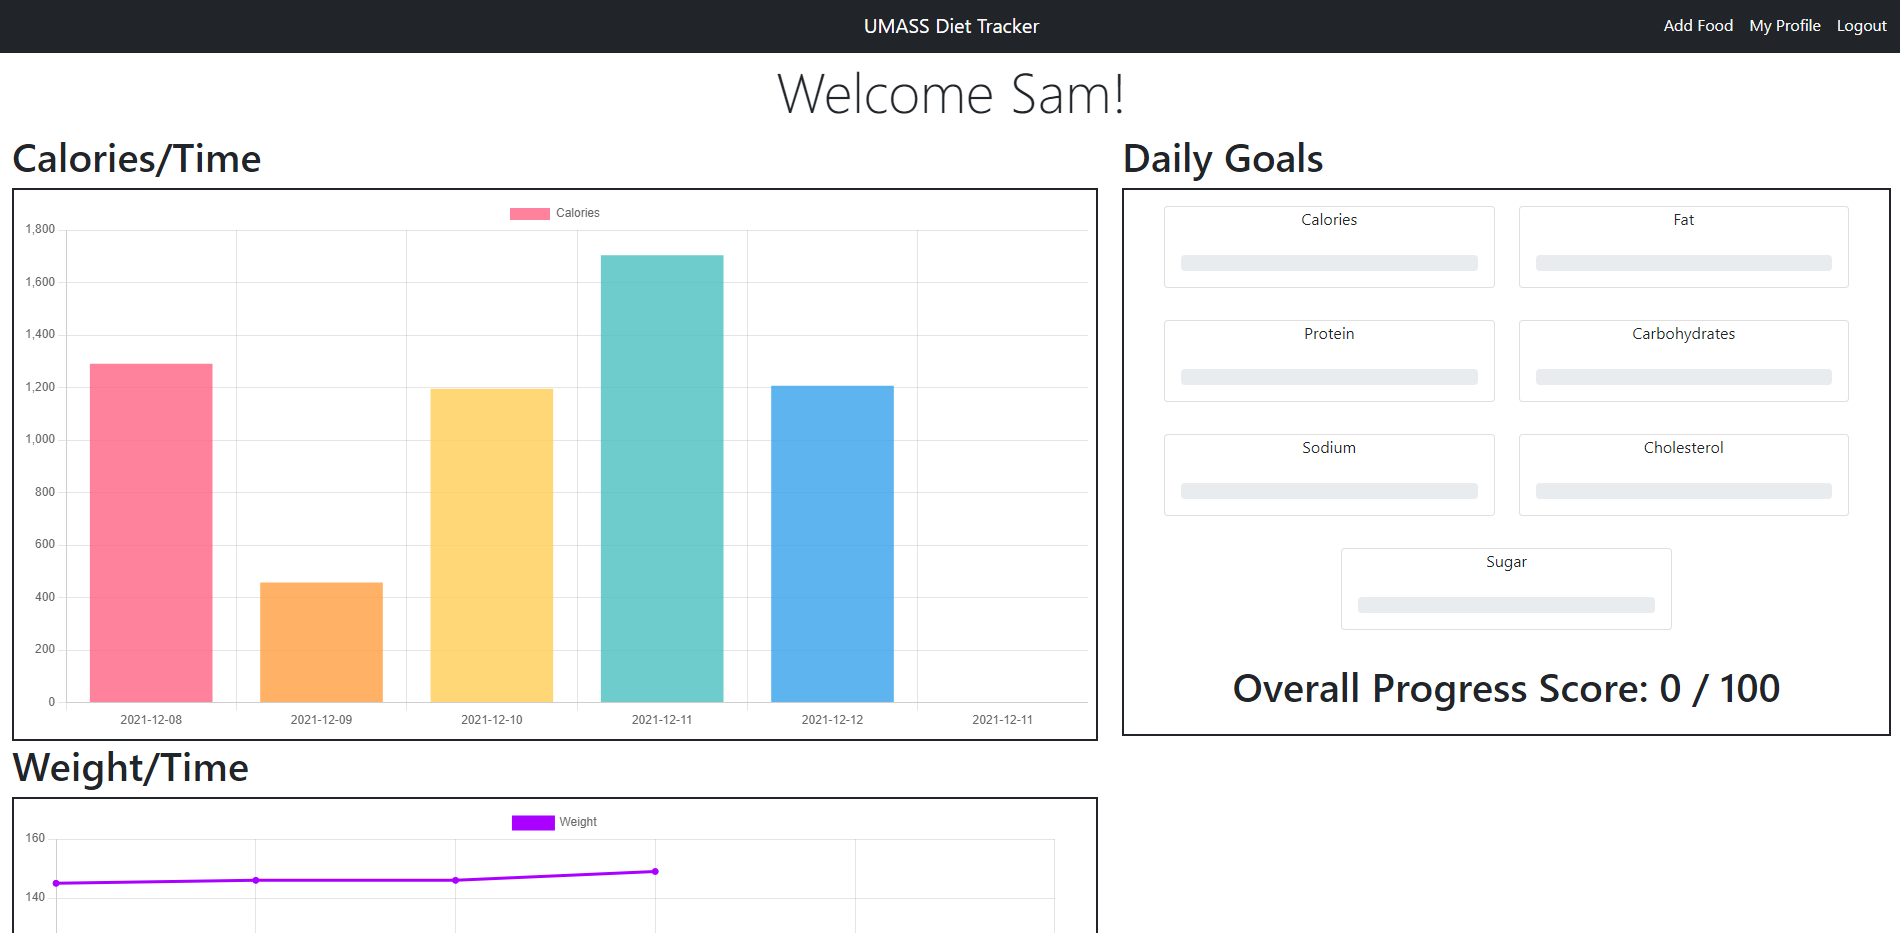 UMASS Diet Tracker
Add Food My Profile Logout
Welcome Sam!
Calories/Time
Calories
1,800
1,600
1,400
1,200
1,000
800
600
400
200
0
2021-12-08 2021-12-09 2021-12-10 2021-12-11 2021-12-12 2021-12-11
Daily Goals
Calories
Fat
Protein
Carbohydrates
Sodium
Cholesterol
Sugar
Overall Progress Score: 0 / 100
Weight/Time
Weight
160
140